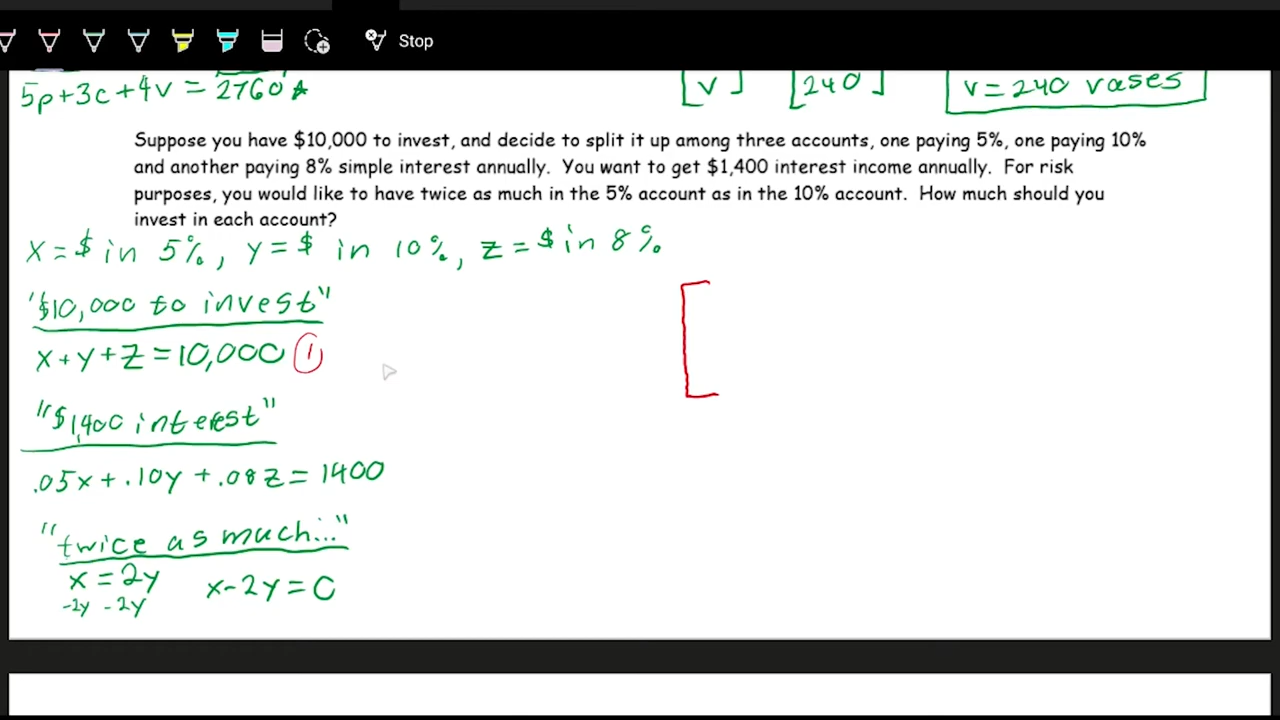 Stop
5p+3c+4v = 2760
[v] [240] v=240 vases
Suppose you have $10,000 to invest, and decide to split it up among three accounts, one paying 5%, one paying 10%
and another paying 8% simple interest annually. You want to get $1,400 interest income annually. For risk
purposes, you would like to have twice as much in the 5% account as in the 10% account. How much should you
invest in each account?
x=$ in 5%, y=$ in 10%, z=$ in 8%
"$10,000 to invest"
x+y+z=10,000 ①
"$1,400 interest"
.05x+.10y+.08z=1400
"twice as much..."
x=2y x-2y=0
-2y -2y